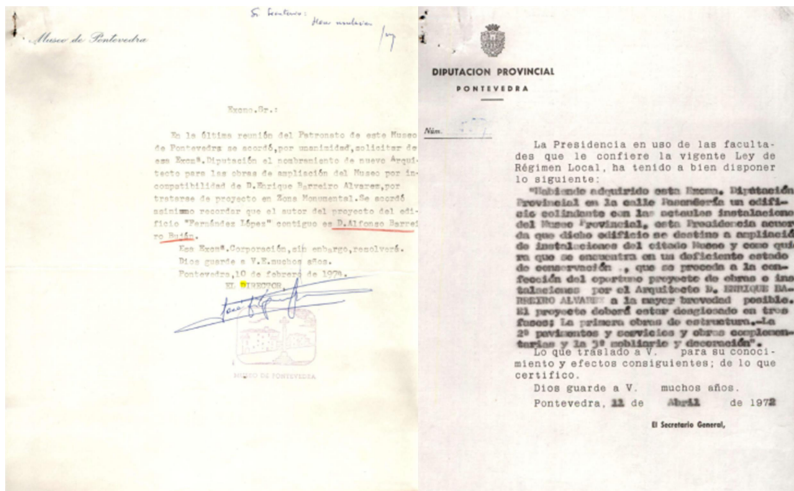 Sr. Secretario:
Museo de Pontevedra
Excmo.Sr.:
En la última reunión del Patronato de este Museo
de Pontevedra se acordó,por unanimidad,solicitar de
esa Excmª.Diputación el nombramiento de nuevo Arqui-
tecto para las obras de ampliación del Museo por in-
compatibilidad de D.Enrique Barreiro Alvarez,por
tratarse de proyecto en Zona Monumental.Se acordó
asimismo recordar que el autor del proyecto del edi-
ficio "Fernández López" contiguo es D.Alfonso Barrei-
ro Buján.
Esa Excmª.Corporación,sin embargo,resolverá.
Dios guarde a V.E.muchos años.
Pontevedra,10 de febrero de 1974.
EL DIRECTOR,
MUSEO DE PONTEVEDRA
DIPUTACION PROVINCIAL
PONTEVEDRA
Núm.
La Presidencia en uso de las faculta-
des que le confiere la vigente Ley de
Régimen Local, ha tenido a bien disponer
lo siguiente:
"Habiendo adquirido esta Excma. Diputación
Provincial en la calle Pasantería un edifi-
cio colindante con las actuales instalaciones
del Museo Provincial, esta Presidencia acuer-
da que dicho edificio se destine a ampliación
de instalaciones del citado Museo y como quie-
ra que se encuentra en un deficiente estado
de conservación , que se proceda a la con-
fección del oportuno proyecto de obras e ins-
talaciones por el Arquitecto D. ENRIQUE BA-
RREIRO ALVAREZ a la mayor brevedad posible.
El proyecto deberá estar desglosado en tres
fases: La primera obras de estructura.-La
2ª pavimentos y servicios y obras complemen-
tarias y la 3ª mobiliario y decoración".
Lo que traslado a V. para su conoci-
miento y efectos consiguientes; de lo que
certifico.
Dios guarde a V. muchos años.
Pontevedra, 11 de Abril de 1972
El Secretario General,